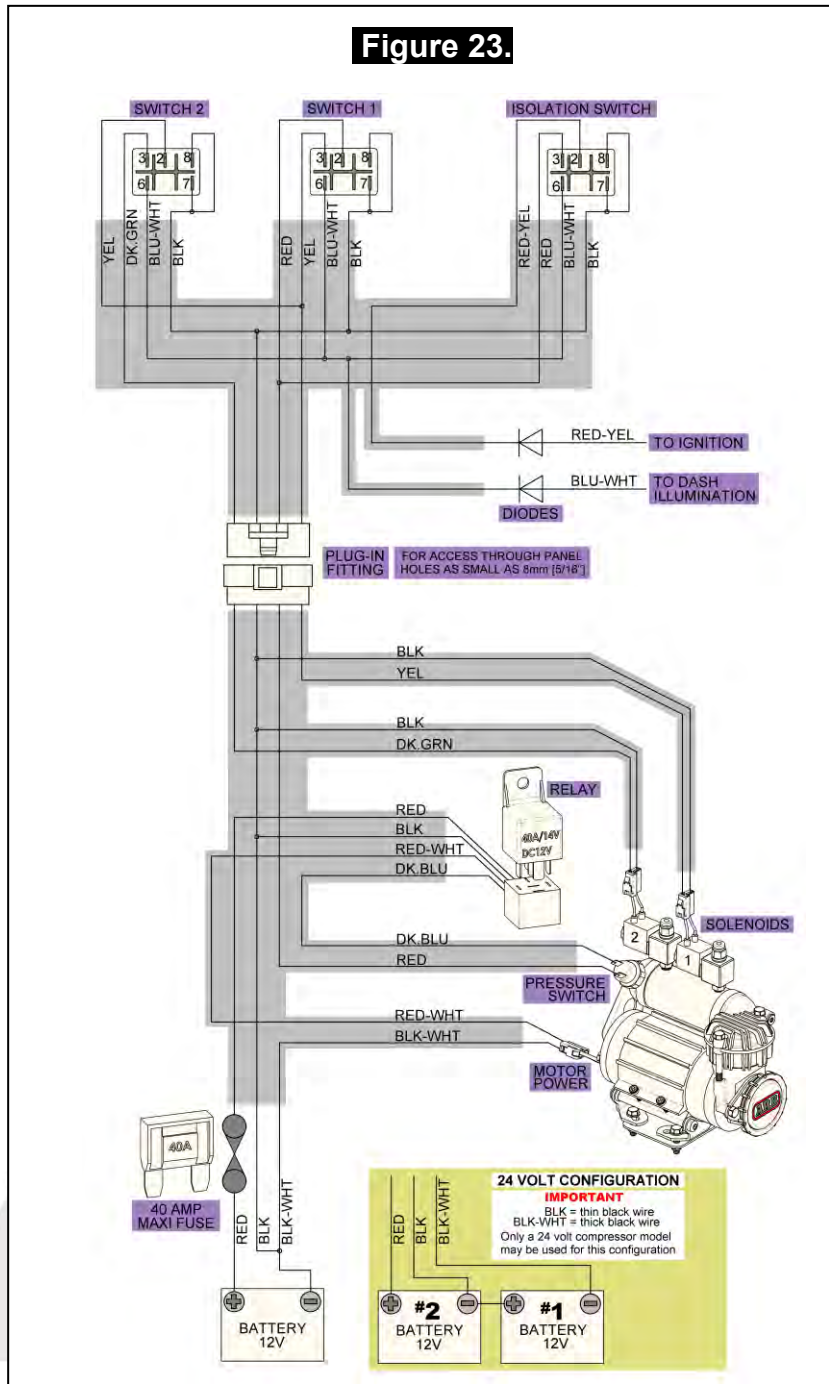 Figure 23.
SWITCH 2
SWITCH 1
ISOLATION SWITCH
3 2 8
6 7
3 2 8
6 7
3 2 8
6 7
YEL
DK.GRN
BLU-WHT
BLK
RED
YEL
BLU-WHT
BLK
RED-YEL
RED
BLU-WHT
BLK
RED-YEL
TO IGNITION
BLU-WHT
TO DASH
ILLUMINATION
DIODES
PLUG-IN
FITTING
FOR ACCESS THROUGH PANEL
HOLES AS SMALL AS 8mm [5/16"]
BLK
YEL
BLK
DK.GRN
RED
BLK
RED-WHT
DK.BLU
RELAY
40A/14V
DC12V
SOLENOIDS
2
1
DK.BLU
RED
PRESSURE
SWITCH
RED-WHT
BLK-WHT
MOTOR
POWER
ARB
40A
40 AMP
MAXI FUSE
RED
BLK
BLK-WHT
+ −
BATTERY
12V
24 VOLT CONFIGURATION
IMPORTANT
BLK = thin black wire
BLK-WHT = thick black wire
Only a 24 volt compressor model
may be used for this configuration
RED
BLK
BLK-WHT
+ #2 −
BATTERY
12V
+ #1 −
BATTERY
12V